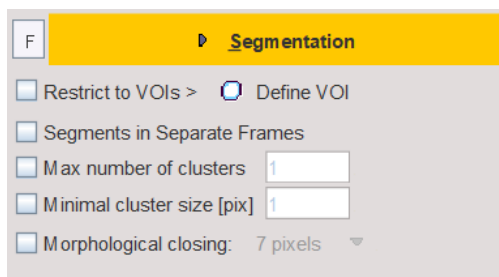 F Segmentation
Restrict to VOIs > Define VOI
Segments in Separate Frames
Max number of clusters 1
Minimal cluster size [pix] 1
Morphological closing: 7 pixels